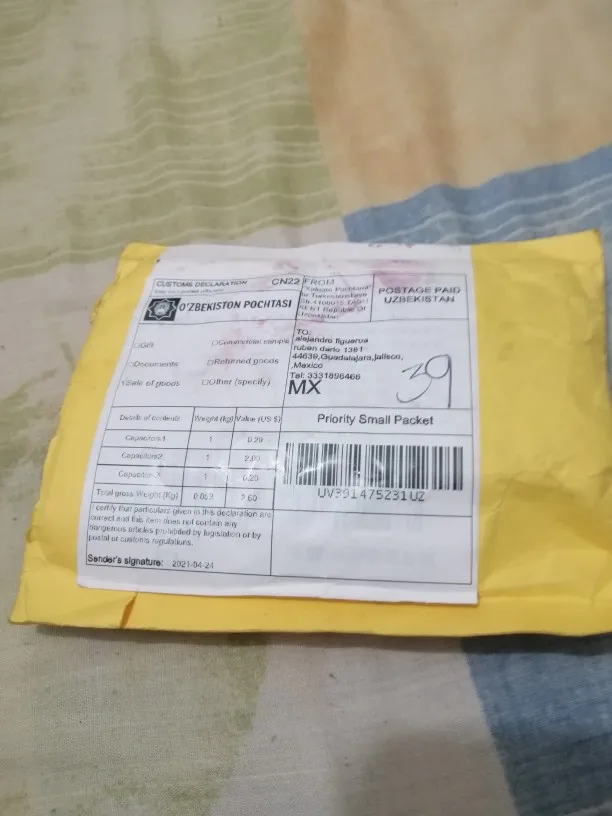 CUSTOMS DECLARATION CN22
O'ZBEKISTON POCHTASI
FROM
Republic Of
POSTAGE PAID
UZBEKISTAN
□Gift □Commercial sample
□Documents □Returned goods
Sale of goods □Other (specify)
TO:
alejandro figueroa
ruben dario 1361
44639,Guadalajara,jalisco,
,Mexico
Tel: 3331896466
MX
39
Details of contents Weight (kg) Value (US $)
Capacitors1 1 0.20
Capacitors2 1 2.00
1 0.20
Total gross Weight (Kg)
I certify that particulars given in this declaration are
correct and this item does not contain any
dangerous articles prohibited by legislation or by
postal or customs regulations.
Sender's signature: 2021-04-24
Priority Small Packet
UV391475231UZ